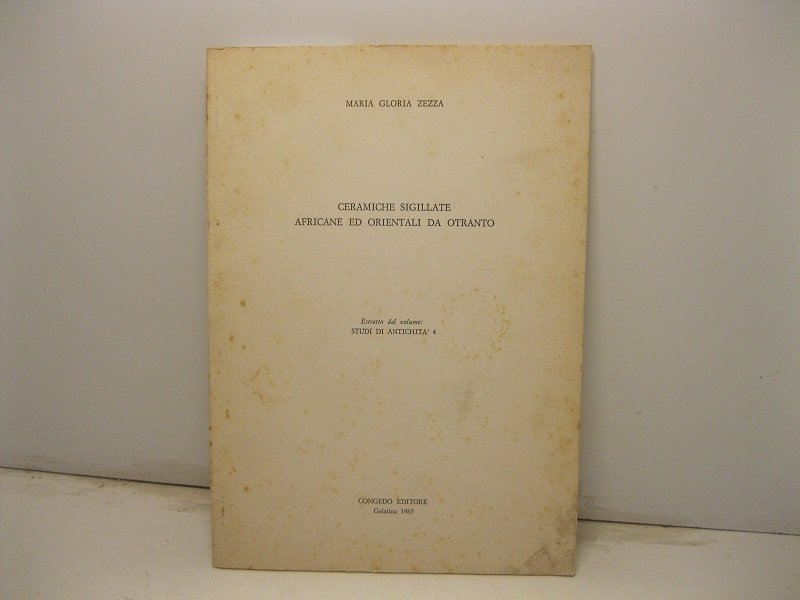 MARIA GLORIA ZEZZA
CERAMICHE SIGILLATE
AFRICANE ED ORIENTALI DA OTRANTO
Estratto dal volume:
STUDI DI ANTICHITA' 4
CONGEDO EDITORE
Galatina 1985